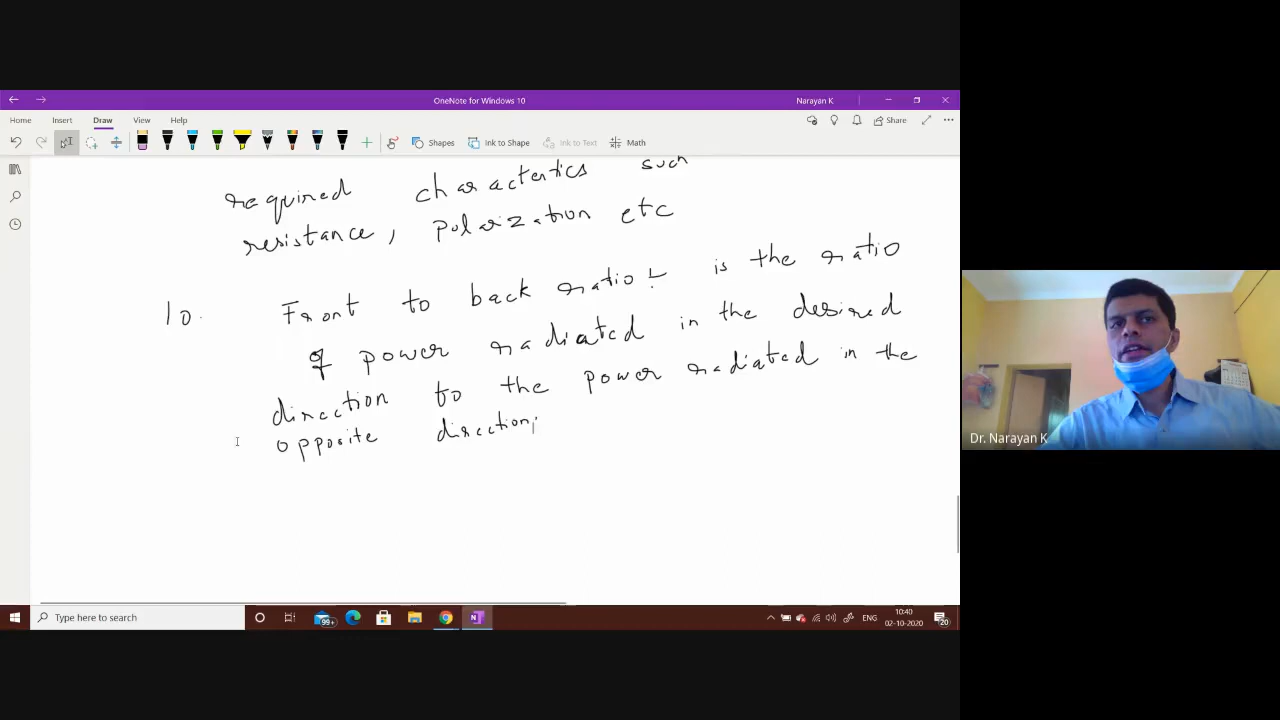 OneNote for Windows 10
Narayan K
Home Insert Draw View Help
Share
Shapes Ink to Shape Ink to Text Math
required charactertics such
resistance, polarization etc
10. Front to back ratio:- is the ratio
of power radiated in the desired
direction to the power radiated in the
opposite direction;
Dr. Narayan K
Type here to search
99+
ENG
10:40
02-10-2020
20